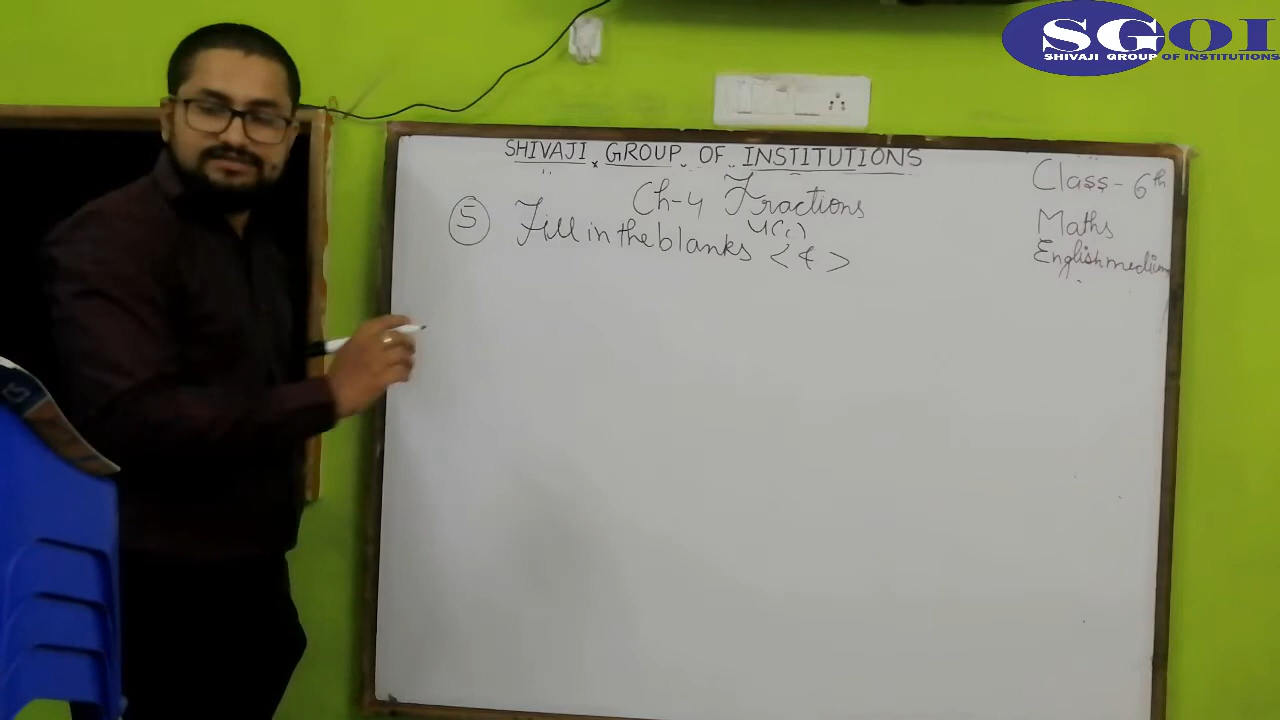 SGOI
SHIVAJI GROUP OF INSTITUTIONS
SHIVAJI GROUP OF INSTITUTIONS
Ch-4 Fractions
Class - 6th
Maths
English medium
4(c)
5 Fill in the blanks < & >